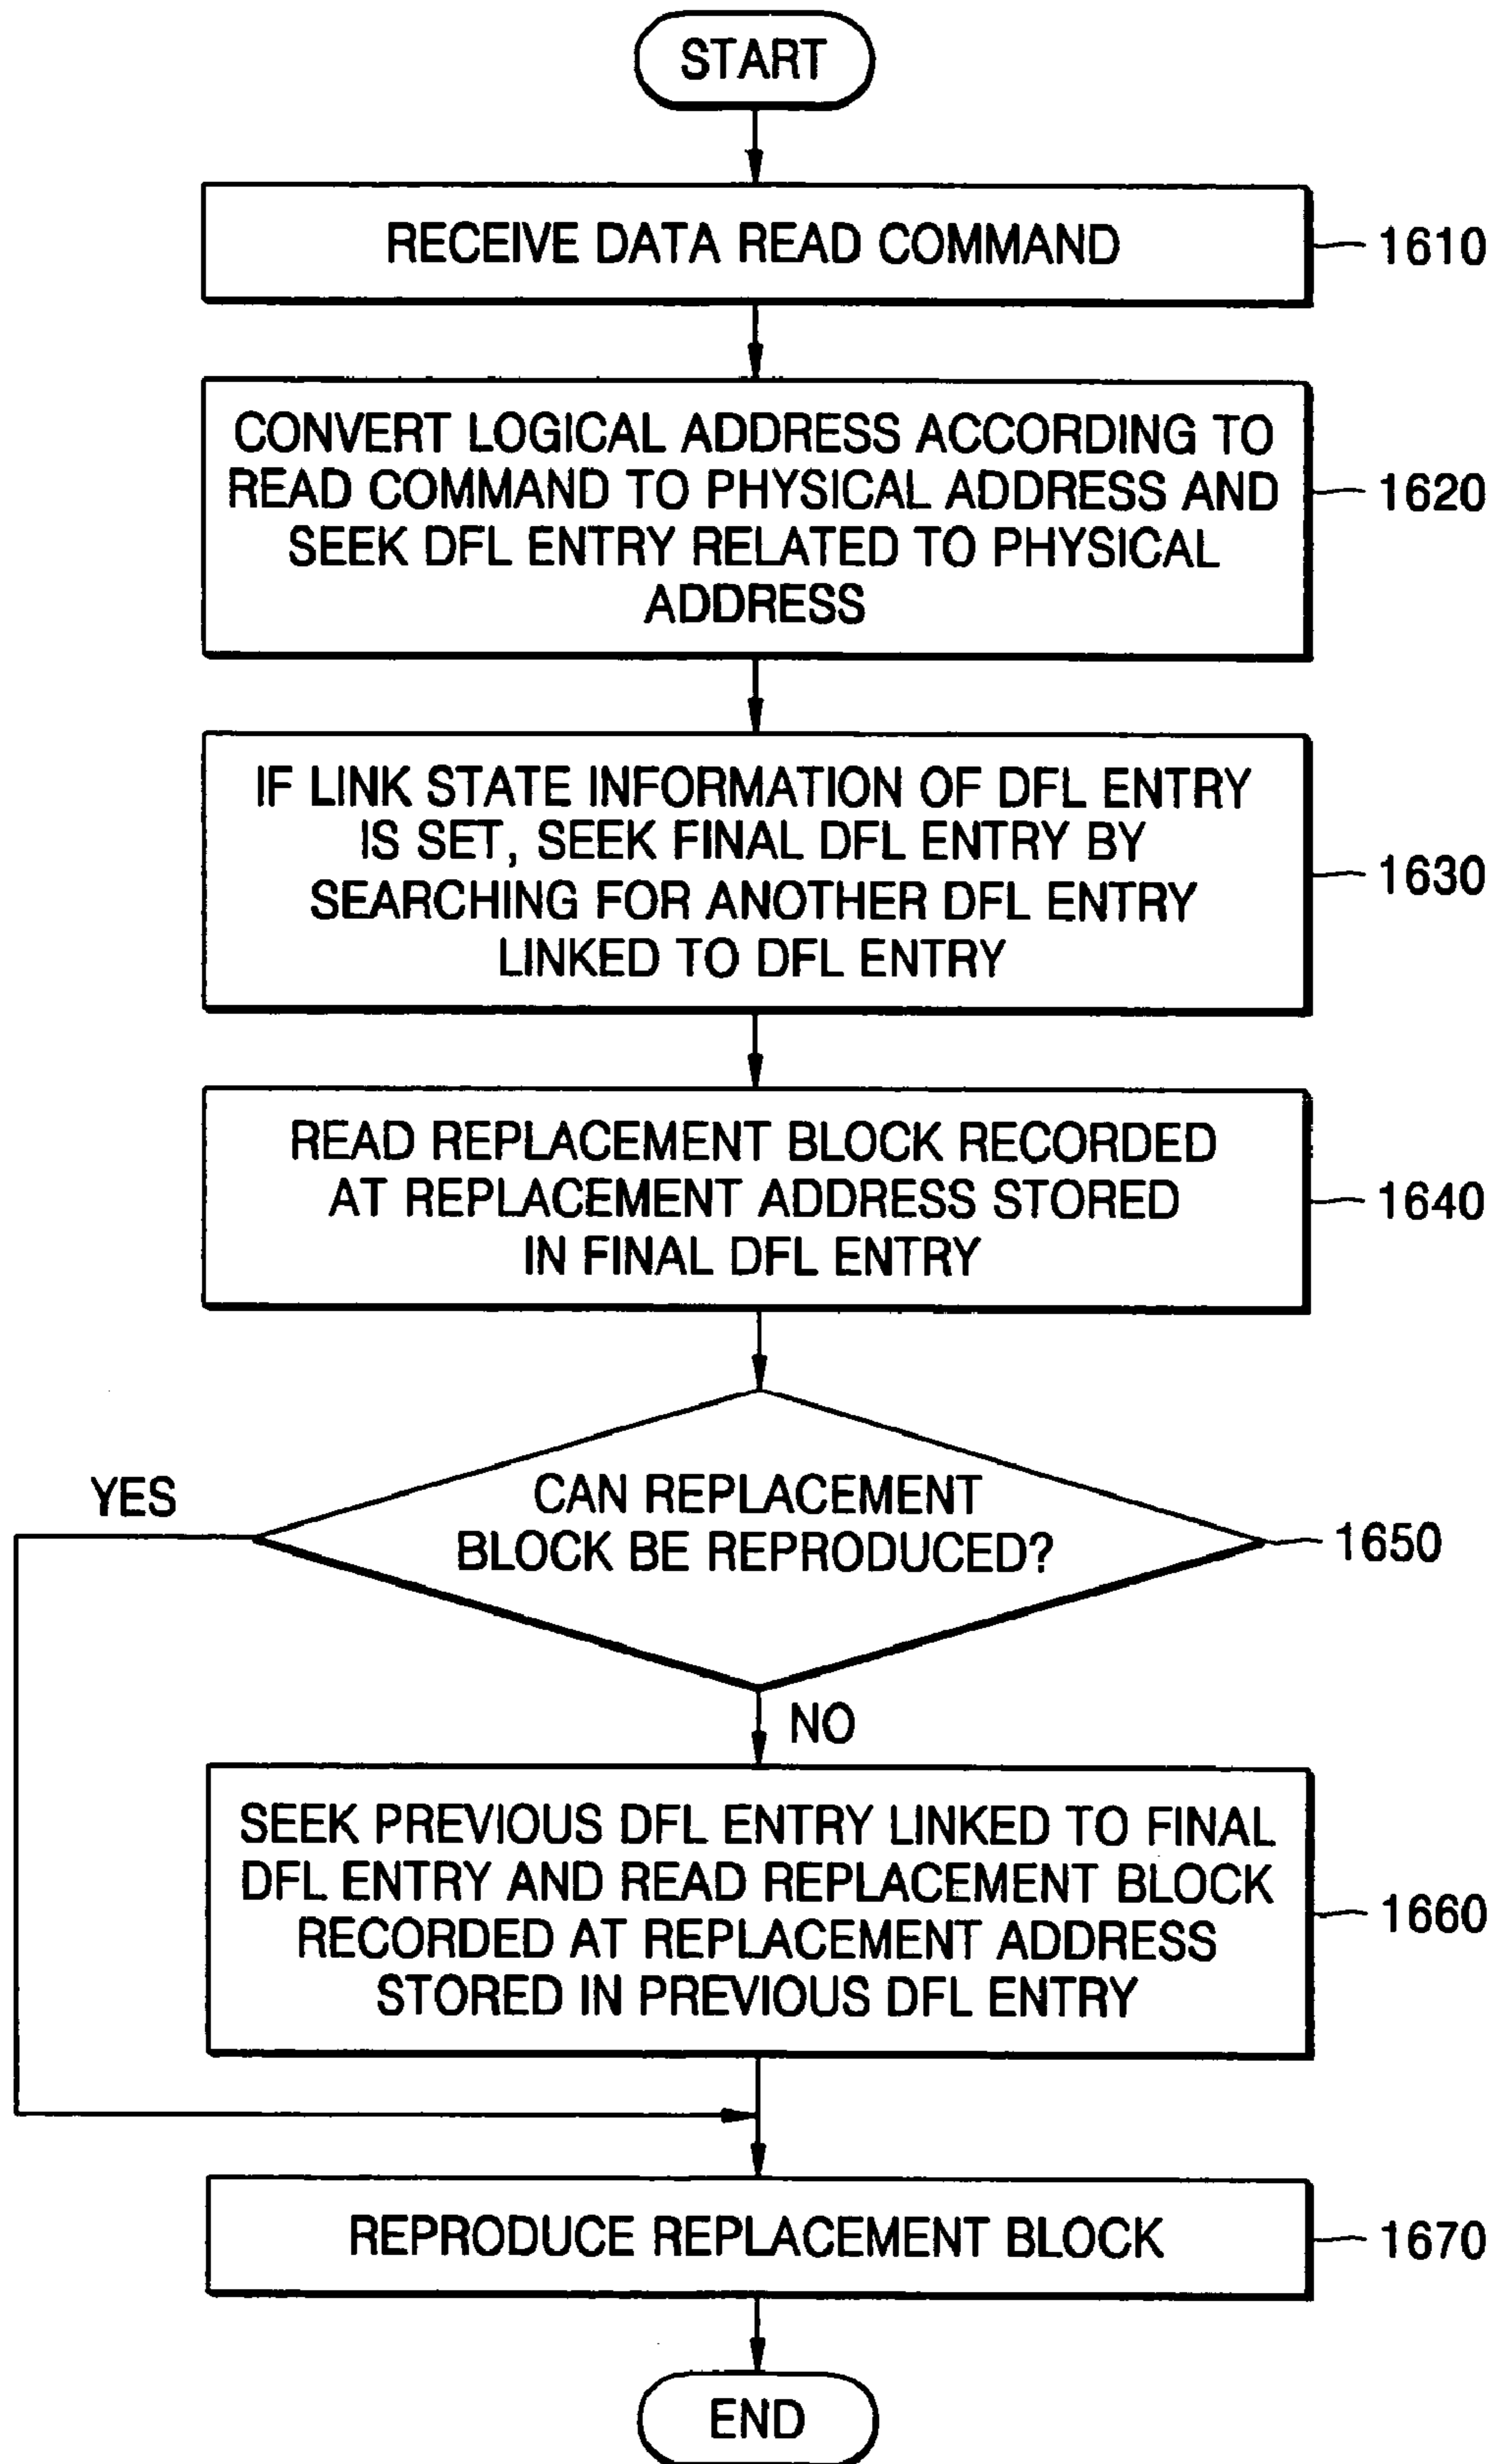 START
RECEIVE DATA READ COMMAND
1610
CONVERT LOGICAL ADDRESS ACCORDING TO
READ COMMAND TO PHYSICAL ADDRESS AND
SEEK DFL ENTRY RELATED TO PHYSICAL
ADDRESS
1620
IF LINK STATE INFORMATION OF DFL ENTRY
IS SET, SEEK FINAL DFL ENTRY BY
SEARCHING FOR ANOTHER DFL ENTRY
LINKED TO DFL ENTRY
1630
READ REPLACEMENT BLOCK RECORDED
AT REPLACEMENT ADDRESS STORED
IN FINAL DFL ENTRY
1640
YES
CAN REPLACEMENT
BLOCK BE REPRODUCED?
1650
NO
SEEK PREVIOUS DFL ENTRY LINKED TO FINAL
DFL ENTRY AND READ REPLACEMENT BLOCK
RECORDED AT REPLACEMENT ADDRESS
STORED IN PREVIOUS DFL ENTRY
1660
REPRODUCE REPLACEMENT BLOCK
1670
END